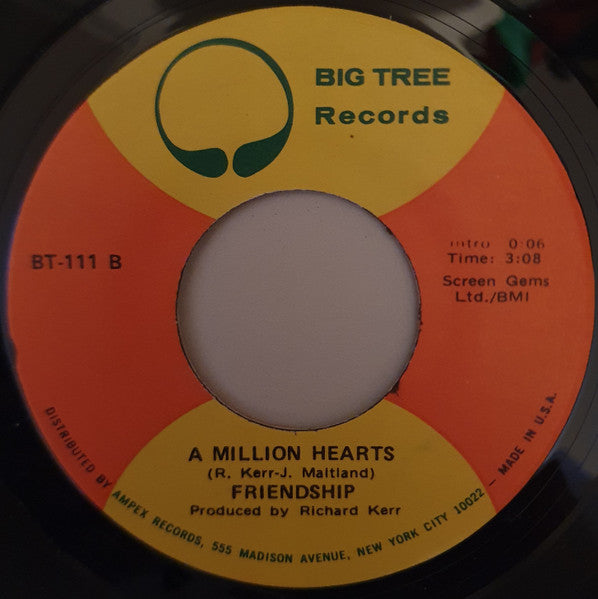 BIG TREE
Records
BT-111 B
intro 0:06
Time: 3:08
Screen Gems
Ltd./BMI
A MILLION HEARTS
(R. Kerr-J. Maitland)
FRIENDSHIP
Produced by Richard Kerr
DISTRIBUTED BY AMPEX RECORDS, 555 MADISON AVENUE, NEW YORK CITY 10022 – MADE IN U.S.A.